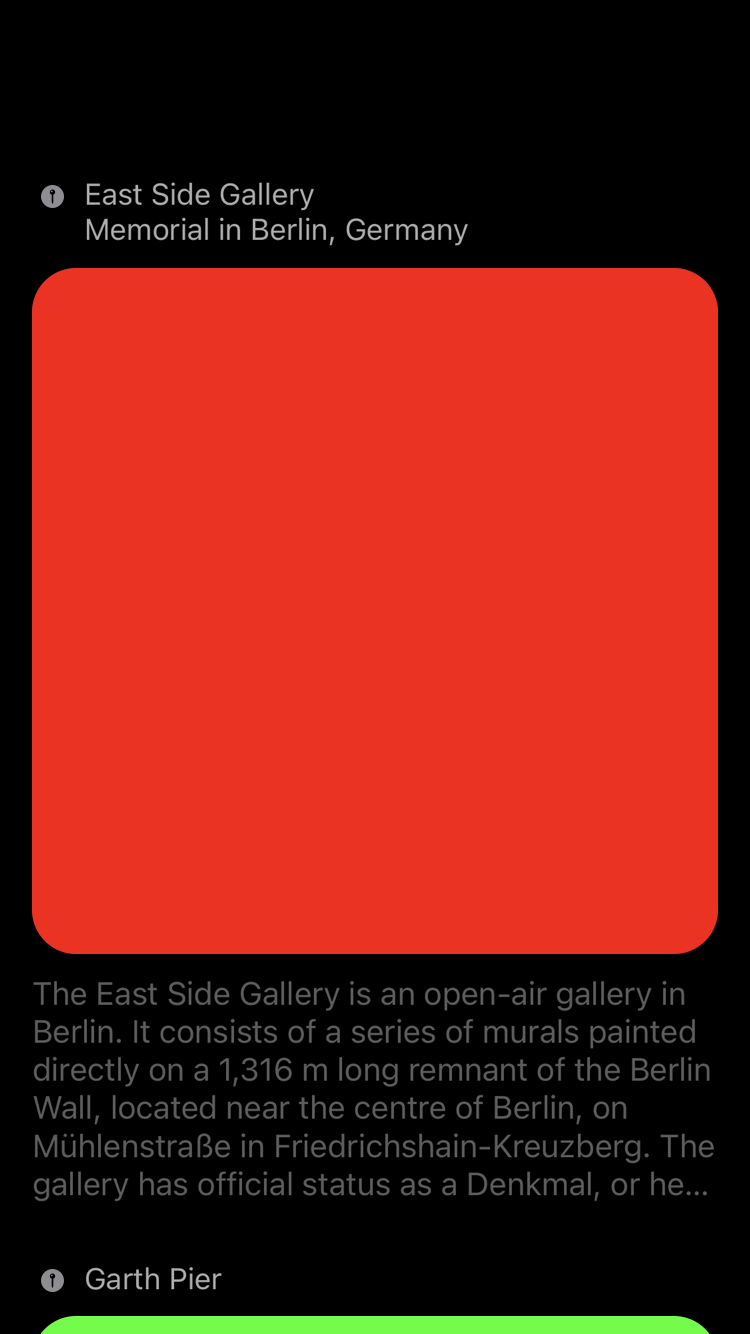 East Side Gallery
Memorial in Berlin, Germany
The East Side Gallery is an open-air gallery in
Berlin. It consists of a series of murals painted
directly on a 1,316 m long remnant of the Berlin
Wall, located near the centre of Berlin, on
Mühlenstraße in Friedrichshain-Kreuzberg. The
gallery has official status as a Denkmal, or he...
Garth Pier